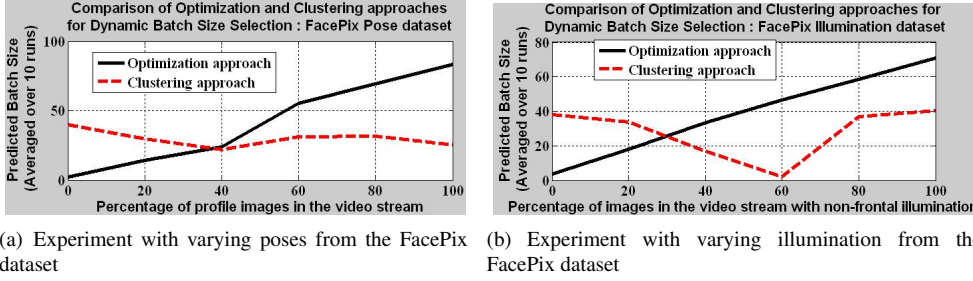 Comparison of Optimization and Clustering approaches
for Dynamic Batch Size Selection : FacePix Pose dataset
Predicted Batch Size
(Averaged over 10 runs)
100
50
0
Optimization approach
Clustering approach
0 20 40 60 80 100
Percentage of profile images in the video stream
(a) Experiment with varying poses from the FacePix
dataset
Comparison of Optimization and Clustering approaches for
Dynamic Batch Size Selection : FacePix Illumination dataset
Predicted Batch Size
(Averaged over 10 runs)
80
60
40
20
0
Optimization approach
Clustering approach
0 20 40 60 80 100
Percentage of images in the video stream with non-frontal illumination
(b) Experiment with varying illumination from the
FacePix dataset